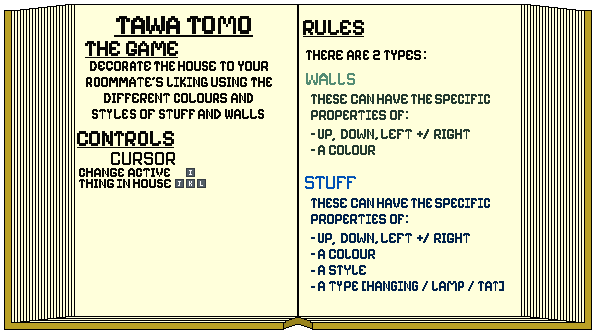 TAWA TOMO
THE GAME
DECORATE THE HOUSE TO YOUR
ROOMMATE'S LIKING USING THE
DIFFERENT COLOURS AND
STYLES OF STUFF AND WALLS
CONTROLS
CURSOR
CHANGE ACTIVE I
THING IN HOUSE J K L
RULES
THERE ARE 2 TYPES:
WALLS
THESE CAN HAVE THE SPECIFIC
PROPERTIES OF:
-UP, DOWN, LEFT +/ RIGHT
-A COLOUR
STUFF
THESE CAN HAVE THE SPECIFIC
PROPERTIES OF:
-UP, DOWN, LEFT +/ RIGHT
-A COLOUR
-A STYLE
-A TYPE [HANGING / LAMP / TAT]